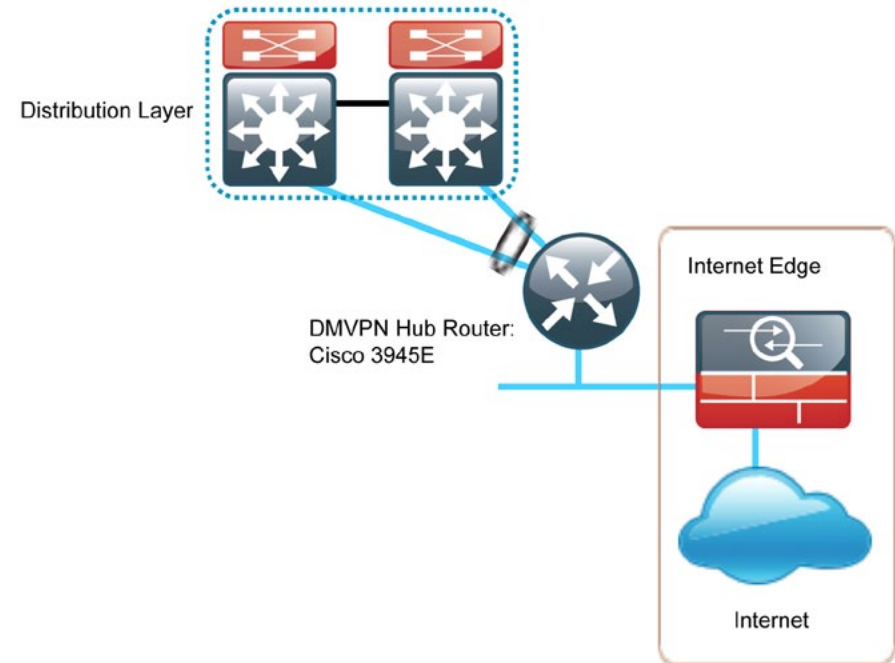 Distribution Layer
Internet Edge
DMVPN Hub Router:
Cisco 3945E
Internet